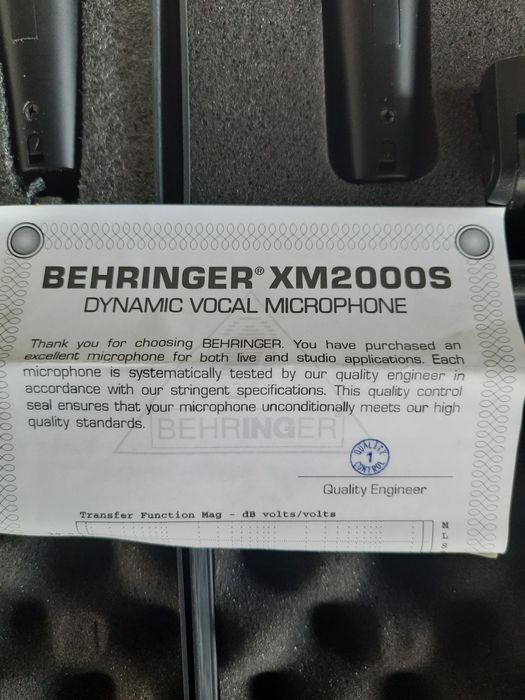 BEHRINGER® XM2000S
DYNAMIC VOCAL MICROPHONE
Thank you for choosing BEHRINGER. You have purchased an
excellent microphone for both live and studio applications. Each
microphone is systematically tested by our quality engineer in
accordance with our stringent specifications. This quality control
seal ensures that your microphone unconditionally meets our high
quality standards.
BEHRINGER
QUALITY
1
CONTROL
Quality Engineer
Transfer Function Mag - dB volts/volts
M
L
S